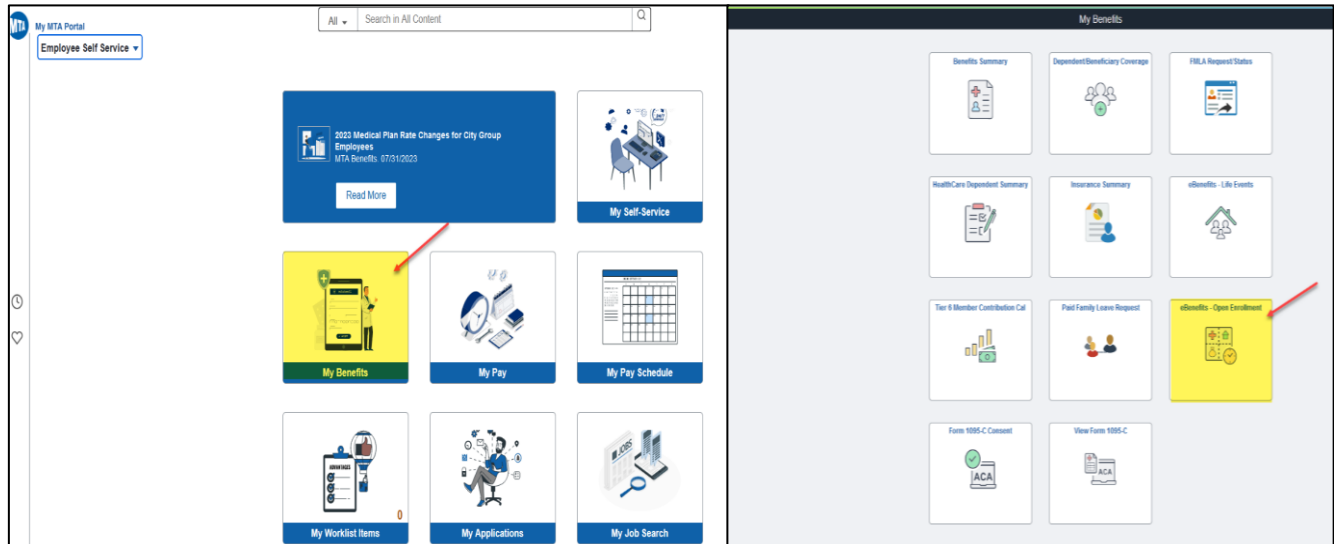 MTA
My MTA Portal
All
Search in All Content
Employee Self Service
2023 Medical Plan Rate Changes for City Group
Employees
MTA Benefits 07/31/2023
Read More
My Self-Service
My Benefits
My Pay
My Pay Schedule
ADVANTAGES
0
JOBS
My Worklist Items
My Applications
My Job Search
My Benefits
Benefits Summary
Dependent/Beneficiary Coverage
FMLA Request/Status
HealthCare Dependent Summary
Insurance Summary
eBenefits - Life Events
Tier 6 Member Contribution Cal
Paid Family Leave Request
eBenefits - Open Enrollment
Form 1095-C Consent
View Form 1095-C
ACA
ACA